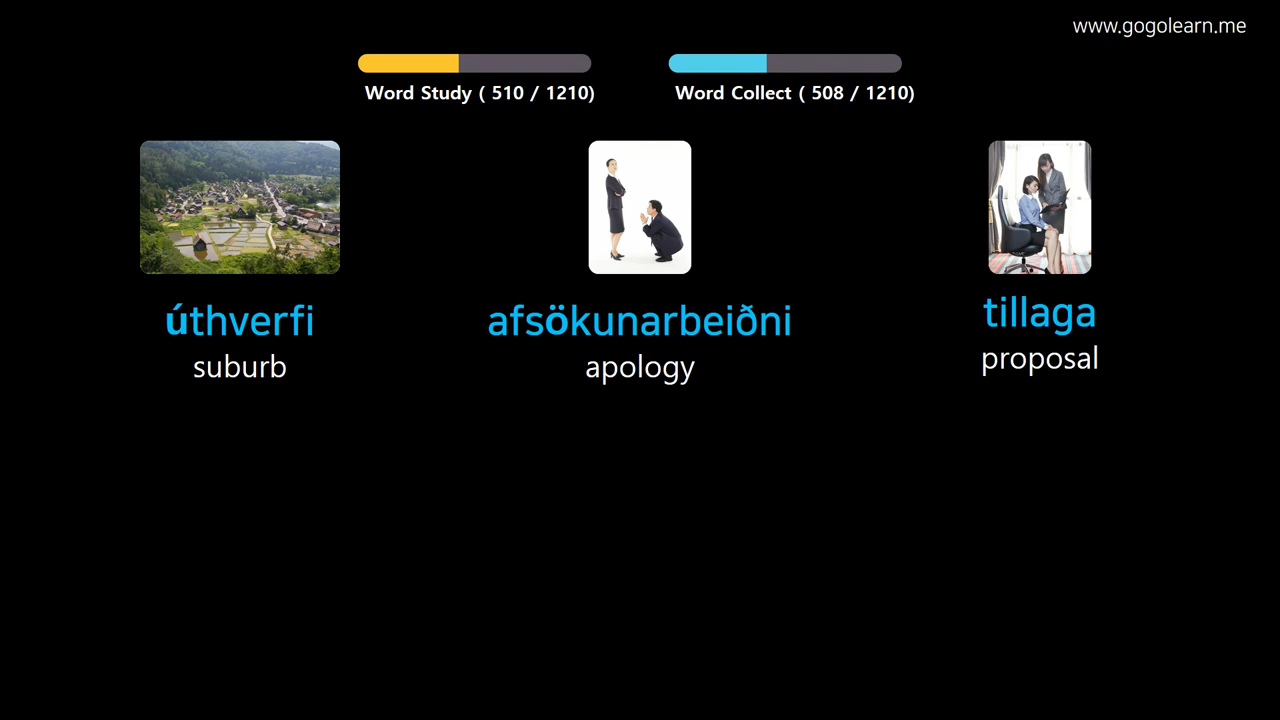 www.gogolearn.me
Word Study ( 510 / 1210)
Word Collect ( 508 / 1210)
úthverfi
suburb
afsökunarbeiðni
apology
tillaga
proposal